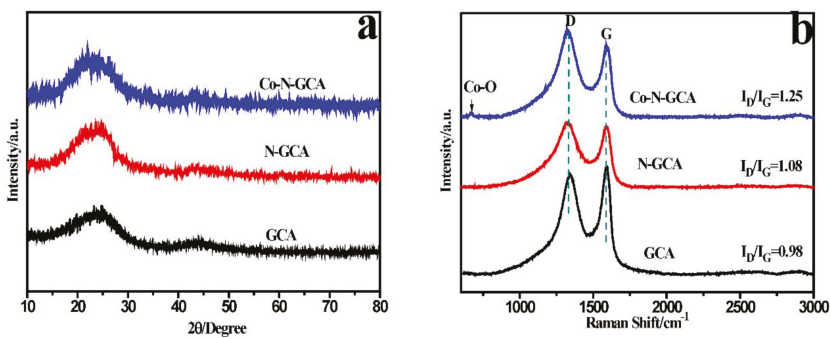 a
Co-N-GCA
N-GCA
GCA
Intensity/a.u.
10 20 30 40 50 60 70 80
2θ/Degree
b
D G
Co-O
Co-N-GCA I_D/I_G=1.25
N-GCA I_D/I_G=1.08
GCA I_D/I_G=0.98
Intensity/a.u.
1000 1500 2000 2500 3000
Raman Shift/cm⁻¹